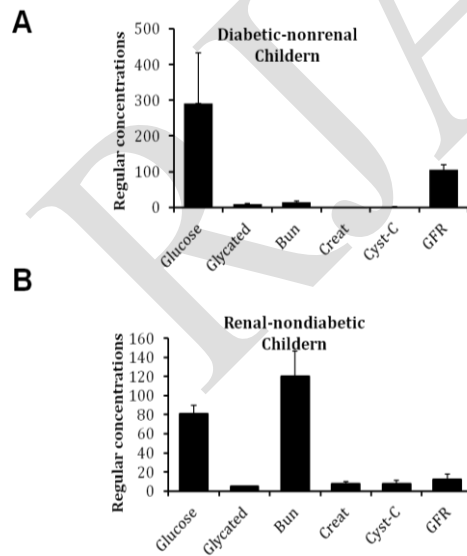 A
Diabetic-nonrenal
Childern
Regular concentrations
500
400
300
200
100
0
Glucose
Glycated
Bun
Creat
Cyst-C
GFR
B
Renal-nondiabetic
Childern
Regular concentrations
160
140
120
100
80
60
40
20
0
Glucose
Glycated
Bun
Creat
Cyst-C
GFR